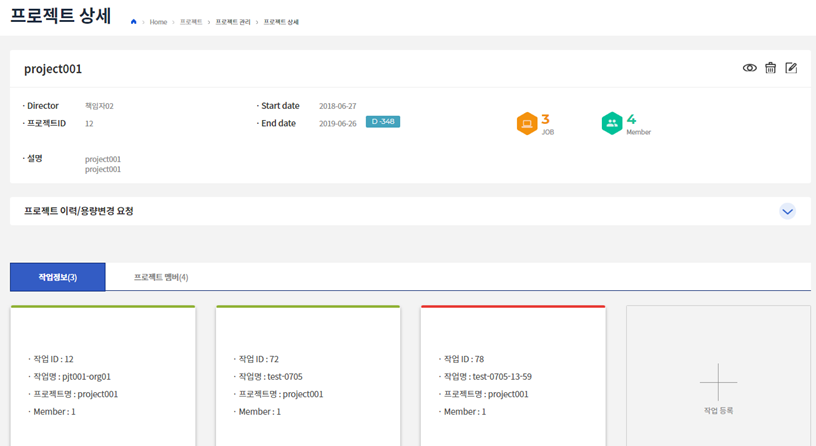 프로젝트 상세
Home › 프로젝트 › 프로젝트 관리 › 프로젝트 상세
project001
· Director 책임자02
· 프로젝트ID 12
· Start date 2018-06-27
· End date 2019-06-26 D -348
3 JOB
4 Member
· 설명 project001
project001
프로젝트 이력/용량변경 요청
작업정보(3) 프로젝트 멤버(4)
· 작업 ID : 12
· 작업명 : pjt001-org01
· 프로젝트명 : project001
· Member : 1
· 작업 ID : 72
· 작업명 : test-0705
· 프로젝트명 : project001
· Member : 1
· 작업 ID : 78
· 작업명 : test-0705-13-59
· 프로젝트명 : project001
· Member : 1
작업 등록